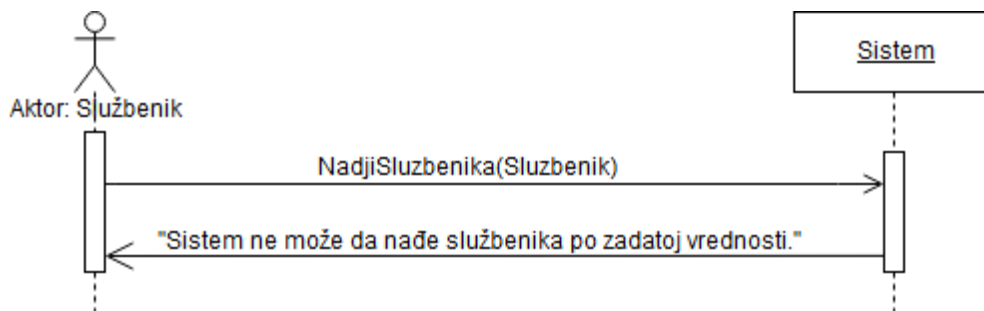 Sistem
Aktor: Službenik
NadjiSluzbenika(Sluzbenik)
"Sistem ne može da nađe službenika po zadatoj vrednosti."